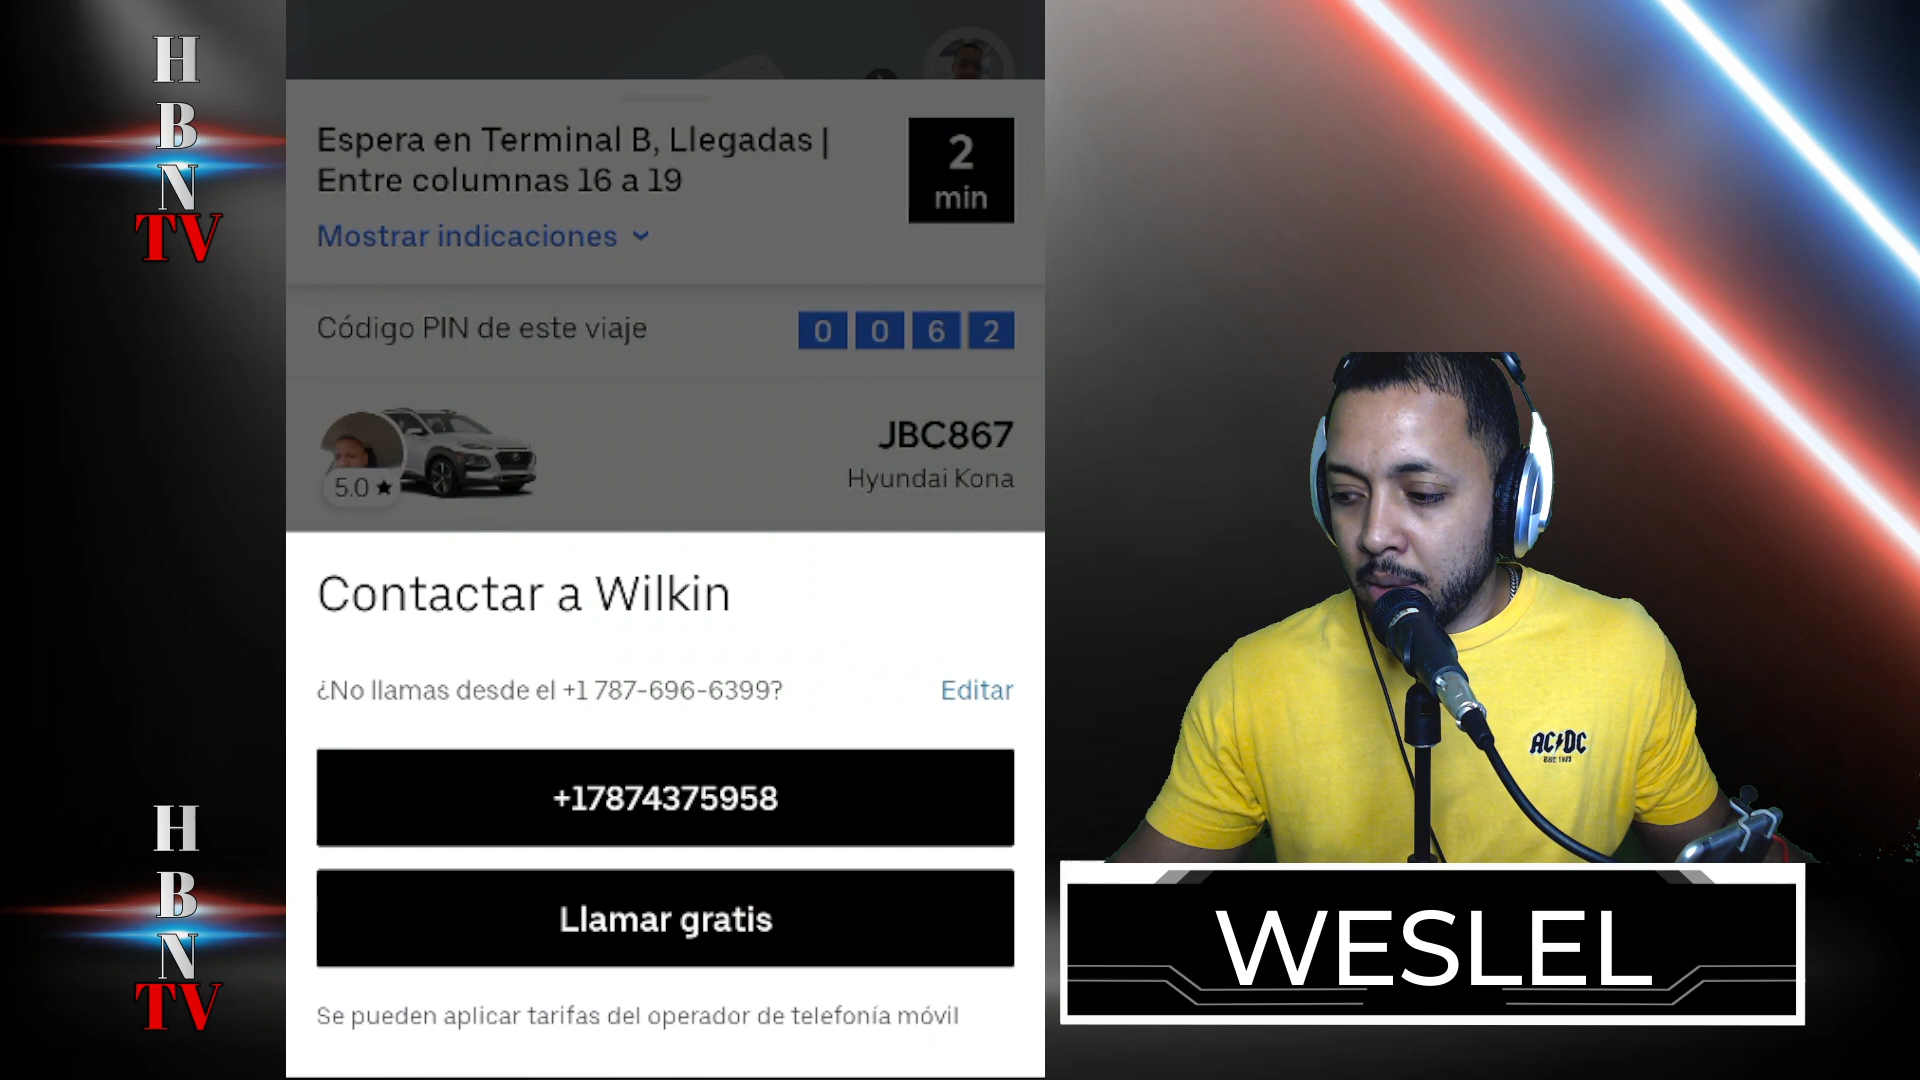 H
B
N
TV
Espera en Terminal B, Llegadas |
Entre columnas 16 a 19
2
min
Mostrar indicaciones
Código PIN de este viaje
0 0 6 2
5.0 ★
JBC867
Hyundai Kona
Contactar a Wilkin
¿No llamas desde el +1 787-696-6399?
Editar
+17874375958
Llamar gratis
Se pueden aplicar tarifas del operador de telefonía móvil
H
B
N
TV
AC⚡DC
EST. 1973
WESLEL